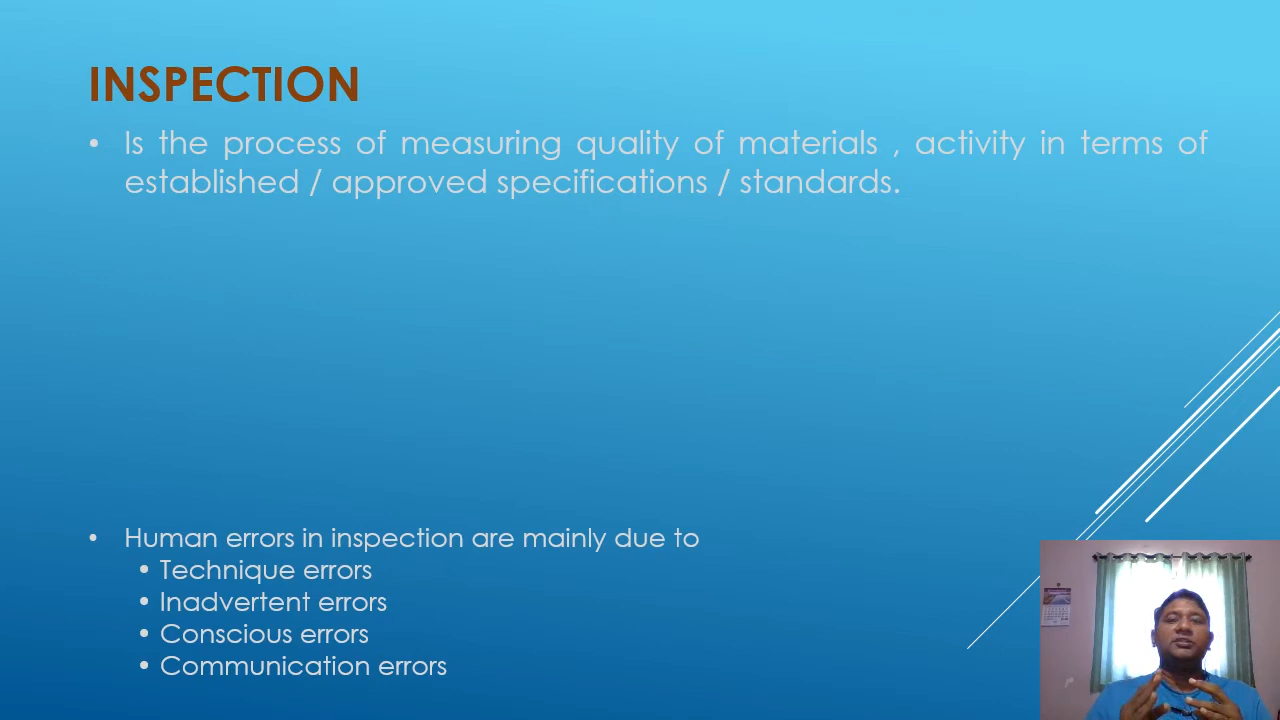 INSPECTION
• Is the process of measuring quality of materials , activity in terms of
established / approved specifications / standards.
• Human errors in inspection are mainly due to
• Technique errors
• Inadvertent errors
• Conscious errors
• Communication errors